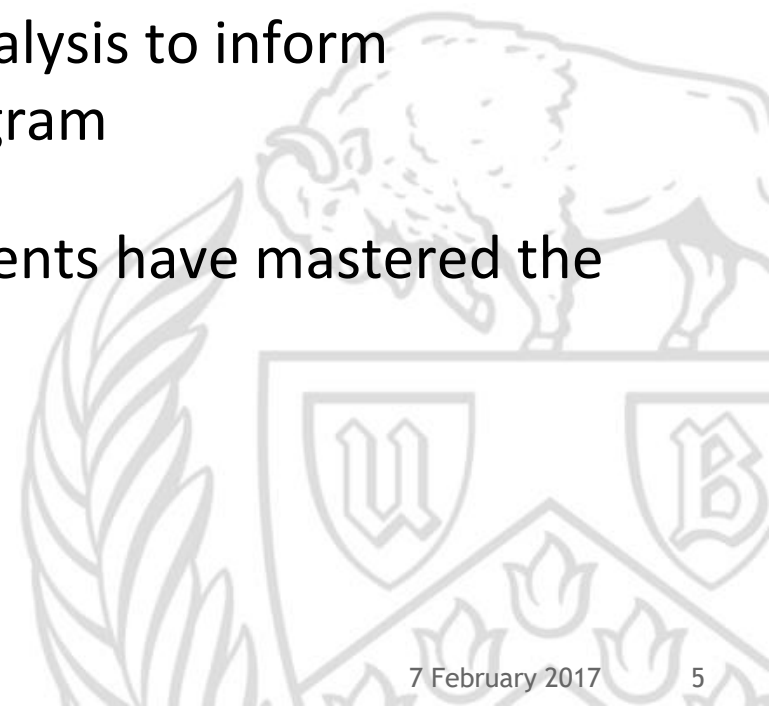 alysis to inform
gram
ents have mastered the
U B
7 February 2017 5